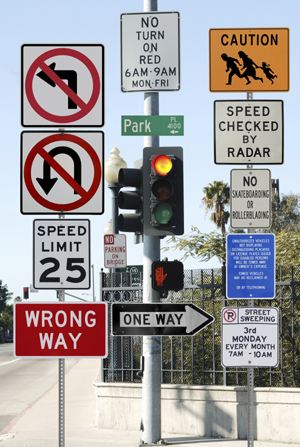 NO
TURN
ON
RED
6AM-9AM
MON-FRI
Park PL
4100
SPEED
LIMIT
25
WRONG
WAY
NO
PARKING
ON
BRIDGE
ONE WAY
CAUTION
SPEED
CHECKED
BY
RADAR
NO
SKATEBOARDING
OR
ROLLERBLADING
UNAUTHORIZED VEHICLES
NOT DISPLAYING
DISTINGUISHING PLACARDS
OR LICENSE PLATES ISSUED
FOR DISABLED PERSONS
WILL BE TOWED AWAY
AT OWNER'S EXPENSE
TOWED VEHICLES
MAY BE RECLAIMED
AT
OR BY TELEPHONING
P
STREET
SWEEPING
3rd
MONDAY
EVERY MONTH
7AM - 10AM